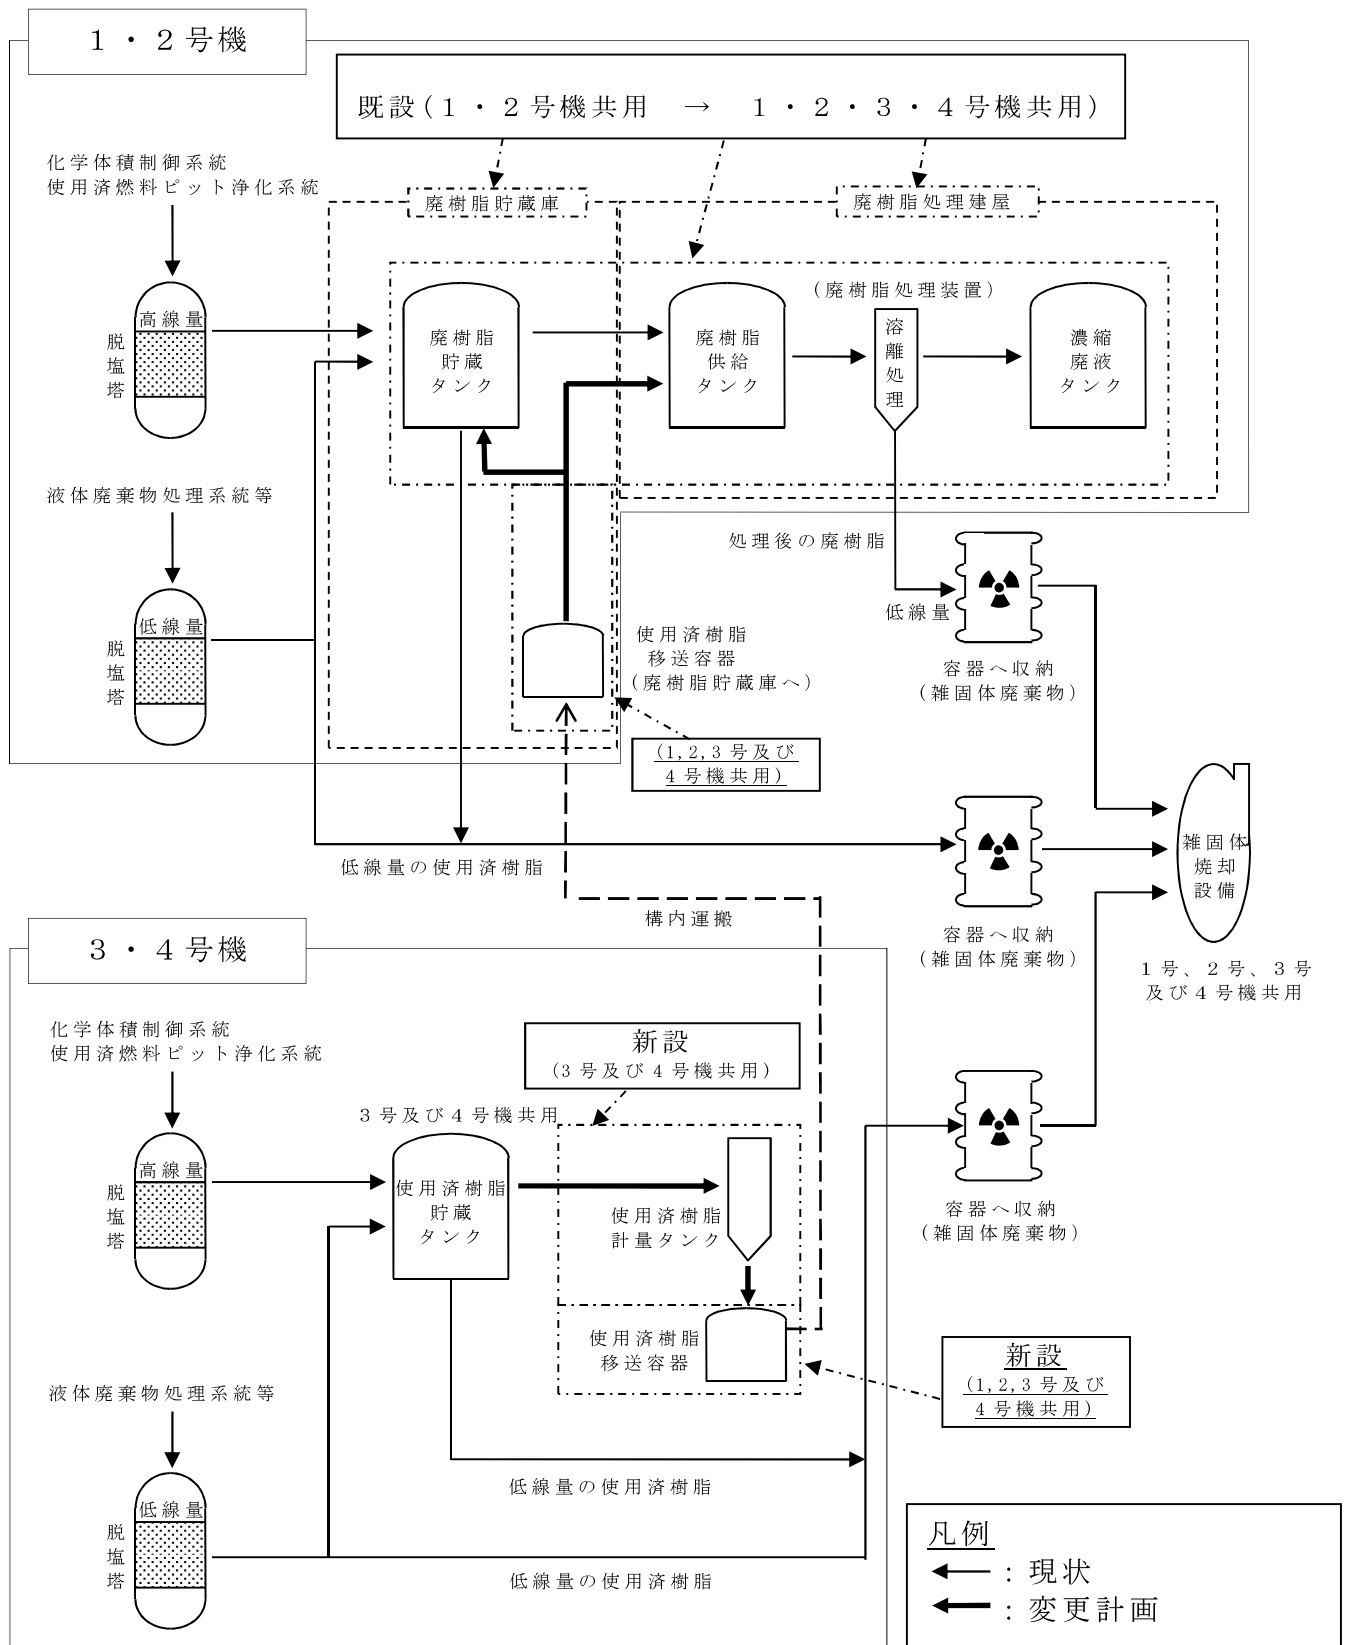 １・２号機
既設(１・２号機共用　→　１・２・３・４号機共用)
化学体積制御系統
使用済燃料ピット浄化系統
廃樹脂貯蔵庫
廃樹脂処理建屋
高線量
脱塩塔
廃樹脂
貯蔵
タンク
廃樹脂
供給
タンク
(廃樹脂処理装置)
溶離処理
濃縮
廃液
タンク
液体廃棄物処理系統等
低線量
脱塩塔
処理後の廃樹脂
低線量
使用済樹脂
移送容器
(廃樹脂貯蔵庫へ)
容器へ収納
(雑固体廃棄物)
(1,2,3号及び
4号機共用)
低線量の使用済樹脂
構内運搬
容器へ収納
(雑固体廃棄物)
雑固体
焼却
設備
１号、２号、３号
及び４号機共用
３・４号機
化学体積制御系統
使用済燃料ピット浄化系統
新設
(3号及び4号機共用)
３号及び４号機共用
高線量
脱塩塔
使用済樹脂
貯蔵
タンク
使用済樹脂
計量タンク
容器へ収納
(雑固体廃棄物)
使用済樹脂
移送容器
新設
(1,2,3号及び
4号機共用)
液体廃棄物処理系統等
低線量
脱塩塔
低線量の使用済樹脂
低線量の使用済樹脂
凡例
：現状
：変更計画